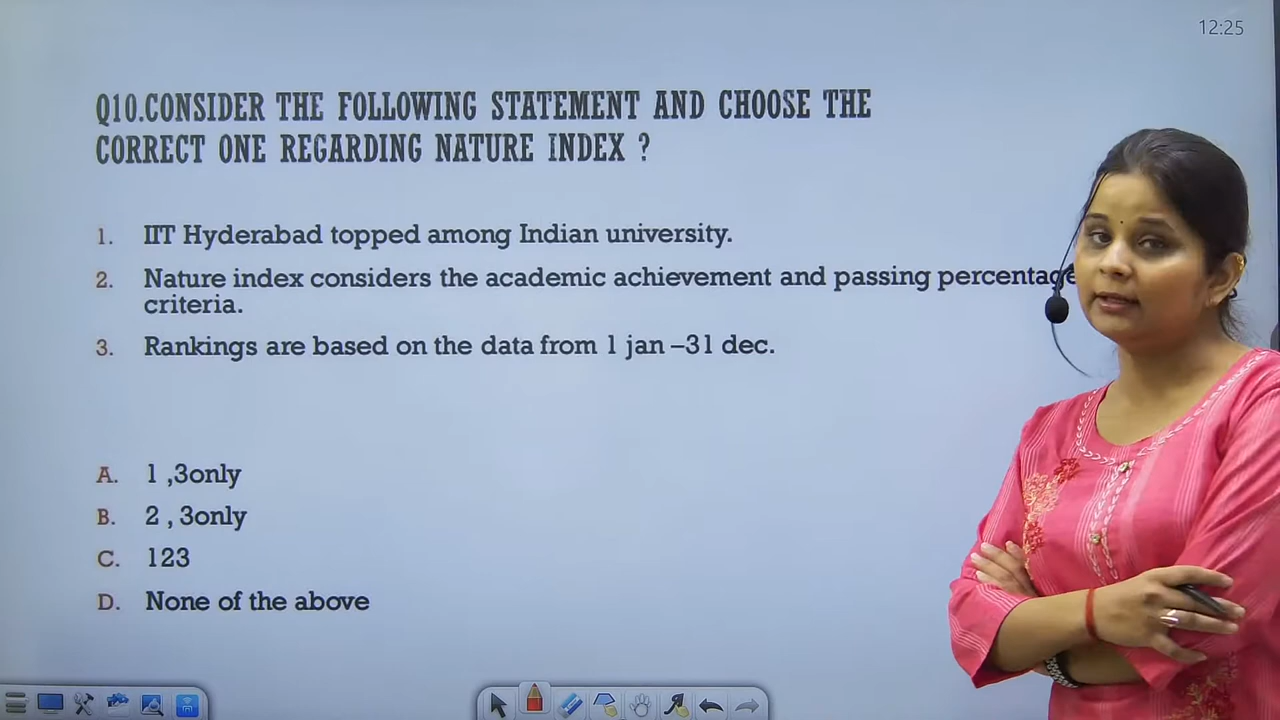 12:25
Q10.CONSIDER THE FOLLOWING STATEMENT AND CHOOSE THE
CORRECT ONE REGARDING NATURE INDEX ?
1. IIT Hyderabad topped among Indian university.
2. Nature index considers the academic achievement and passing percentage
criteria.
3. Rankings are based on the data from 1 jan –31 dec.
A. 1 ,3only
B. 2 , 3only
C. 123
D. None of the above